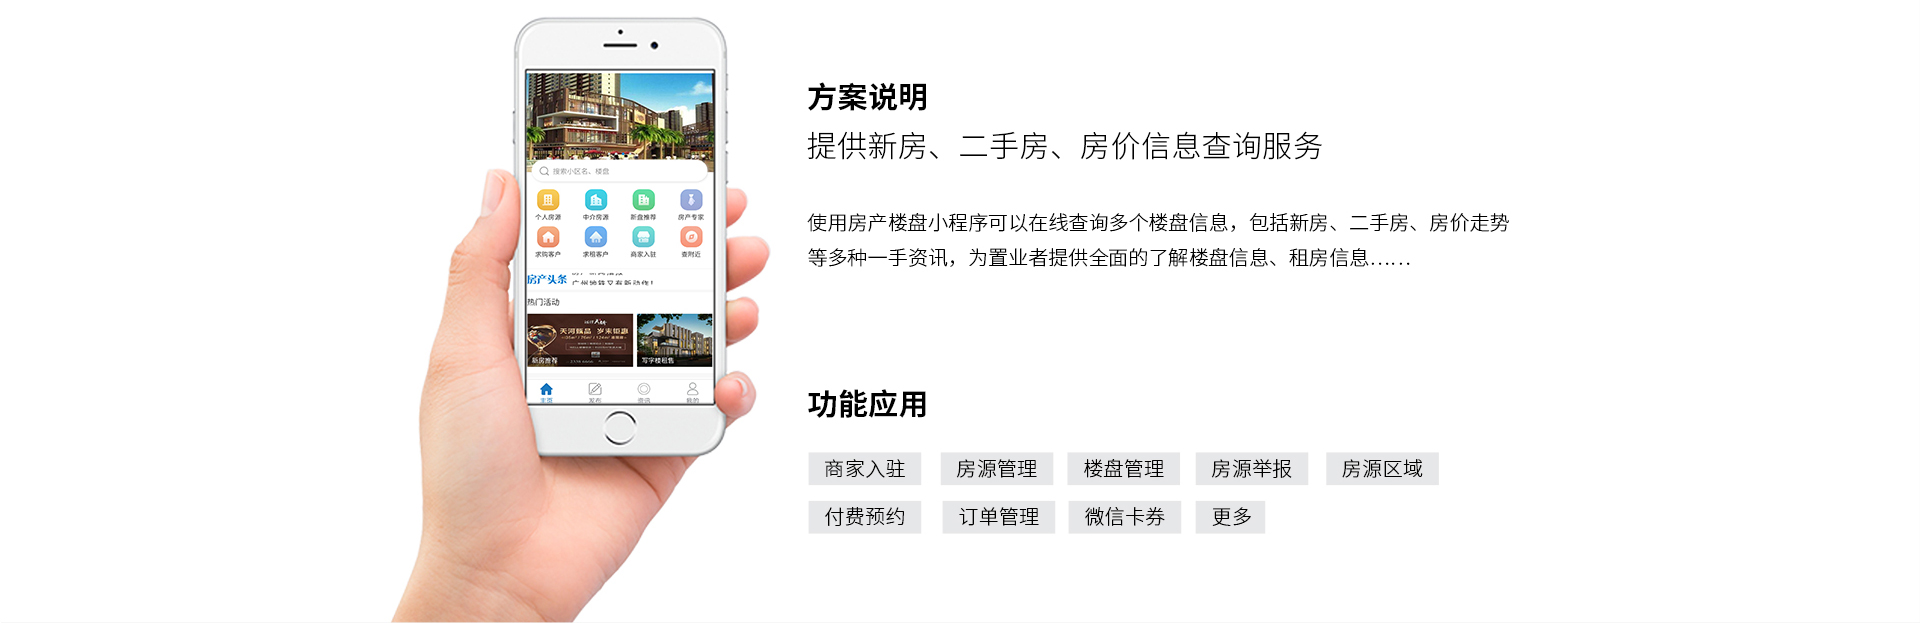 搜索小区名、楼盘
个人房源 中介房源 新盘推荐 房产专家
求购客户 求租客户 商家入驻 查附近
房产头条
广州地铁又有新动作!
热门活动
天河臻品 岁末钜惠
新房推荐 写字楼租售
主页 发布 资讯 我的
方案说明
提供新房、二手房、房价信息查询服务
使用房产楼盘小程序可以在线查询多个楼盘信息，包括新房、二手房、房价走势
等多种一手资讯，为置业者提供全面的了解楼盘信息、租房信息……
功能应用
商家入驻 房源管理 楼盘管理 房源举报 房源区域
付费预约 订单管理 微信卡券 更多